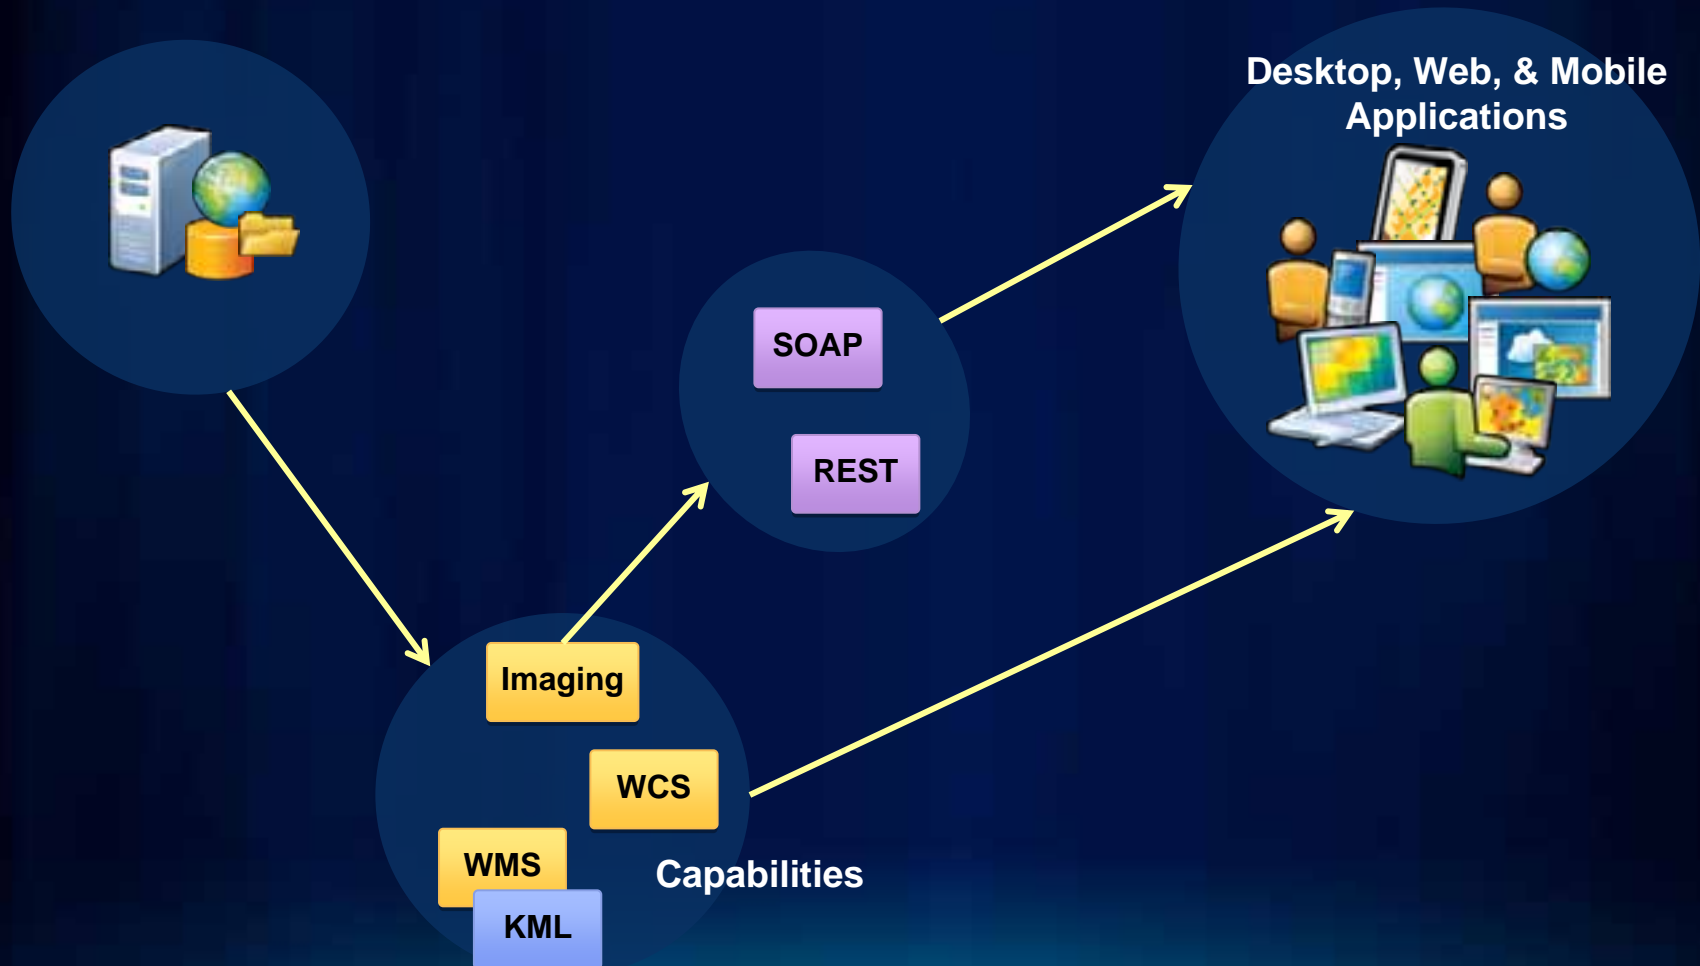 Desktop, Web, & Mobile
Applications
SOAP
REST
Imaging
WCS
WMS
Capabilities
KML